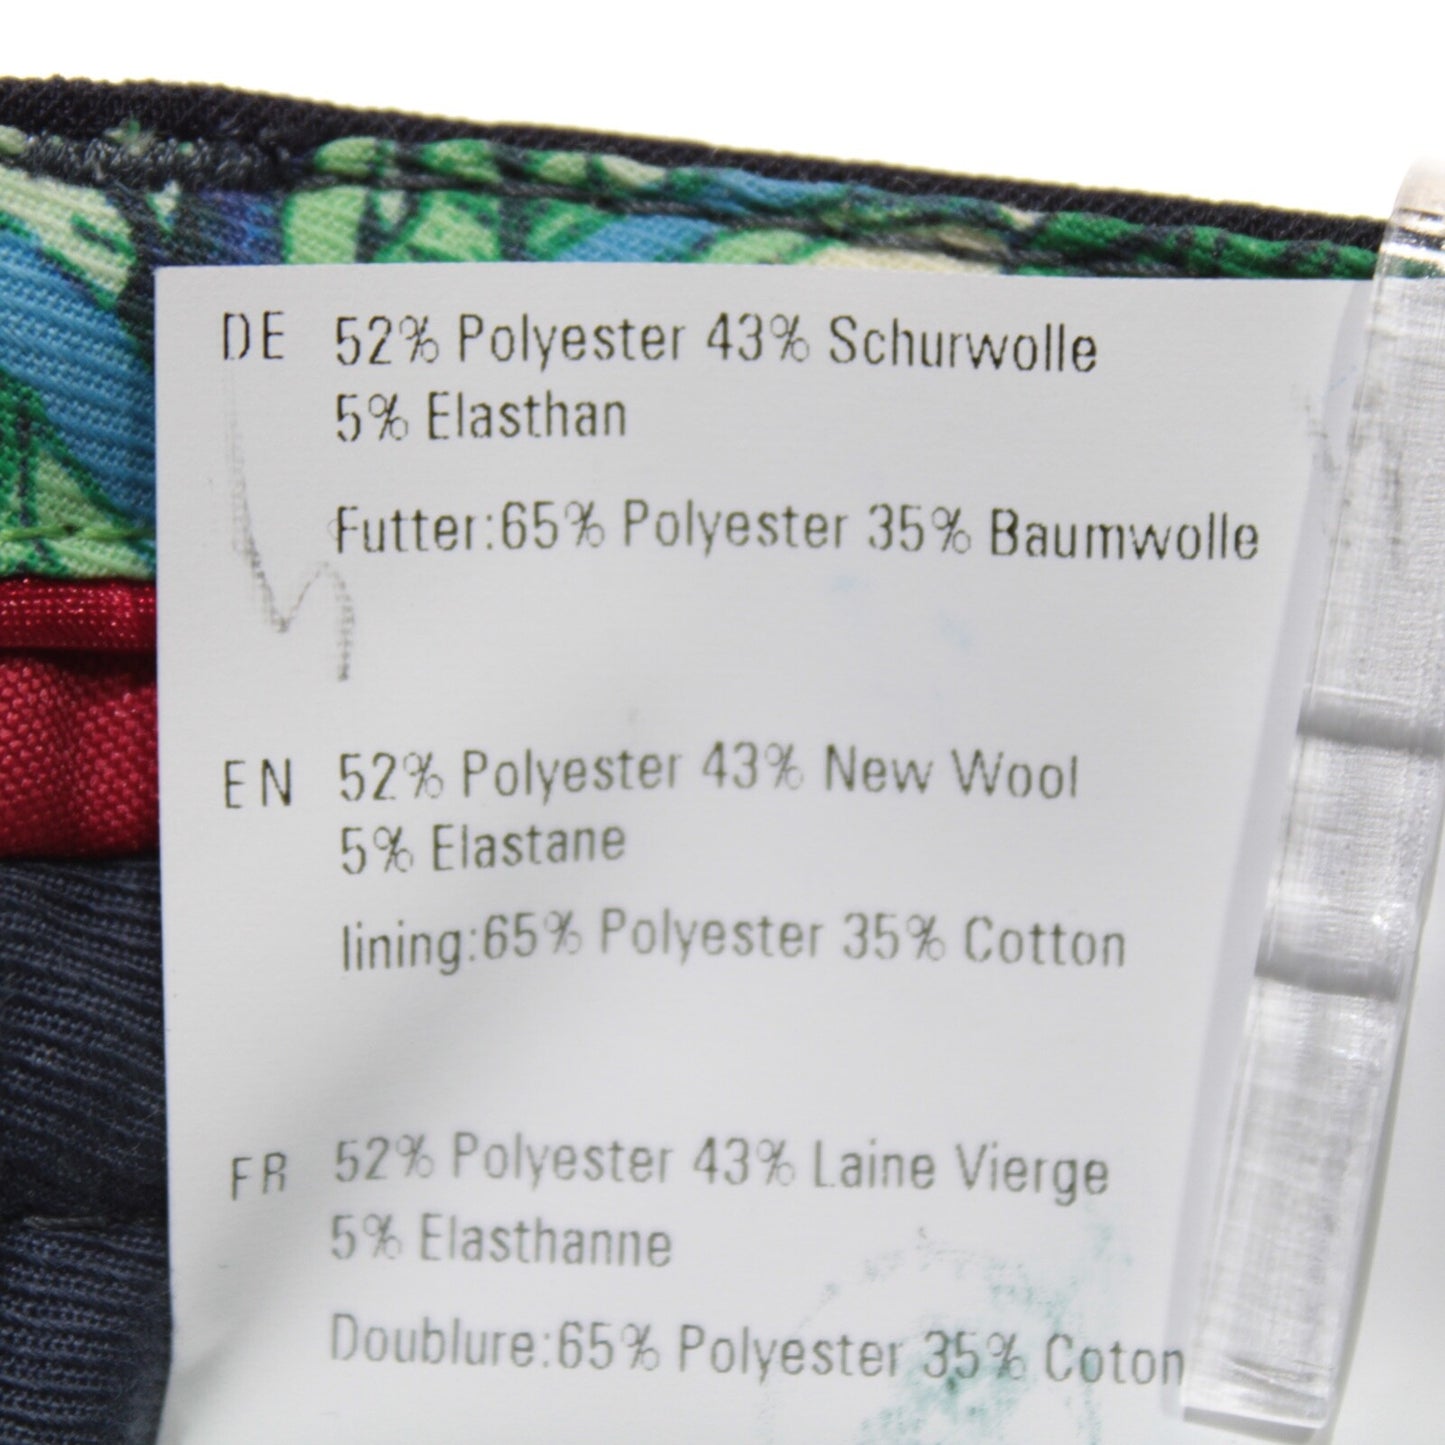 DE 52% Polyester 43% Schurwolle
5% Elasthan
Futter:65% Polyester 35% Baumwolle
EN 52% Polyester 43% New Wool
5% Elastane
lining:65% Polyester 35% Cotton
FR 52% Polyester 43% Laine Vierge
5% Elasthanne
Doublure:65% Polyester 35% Coton